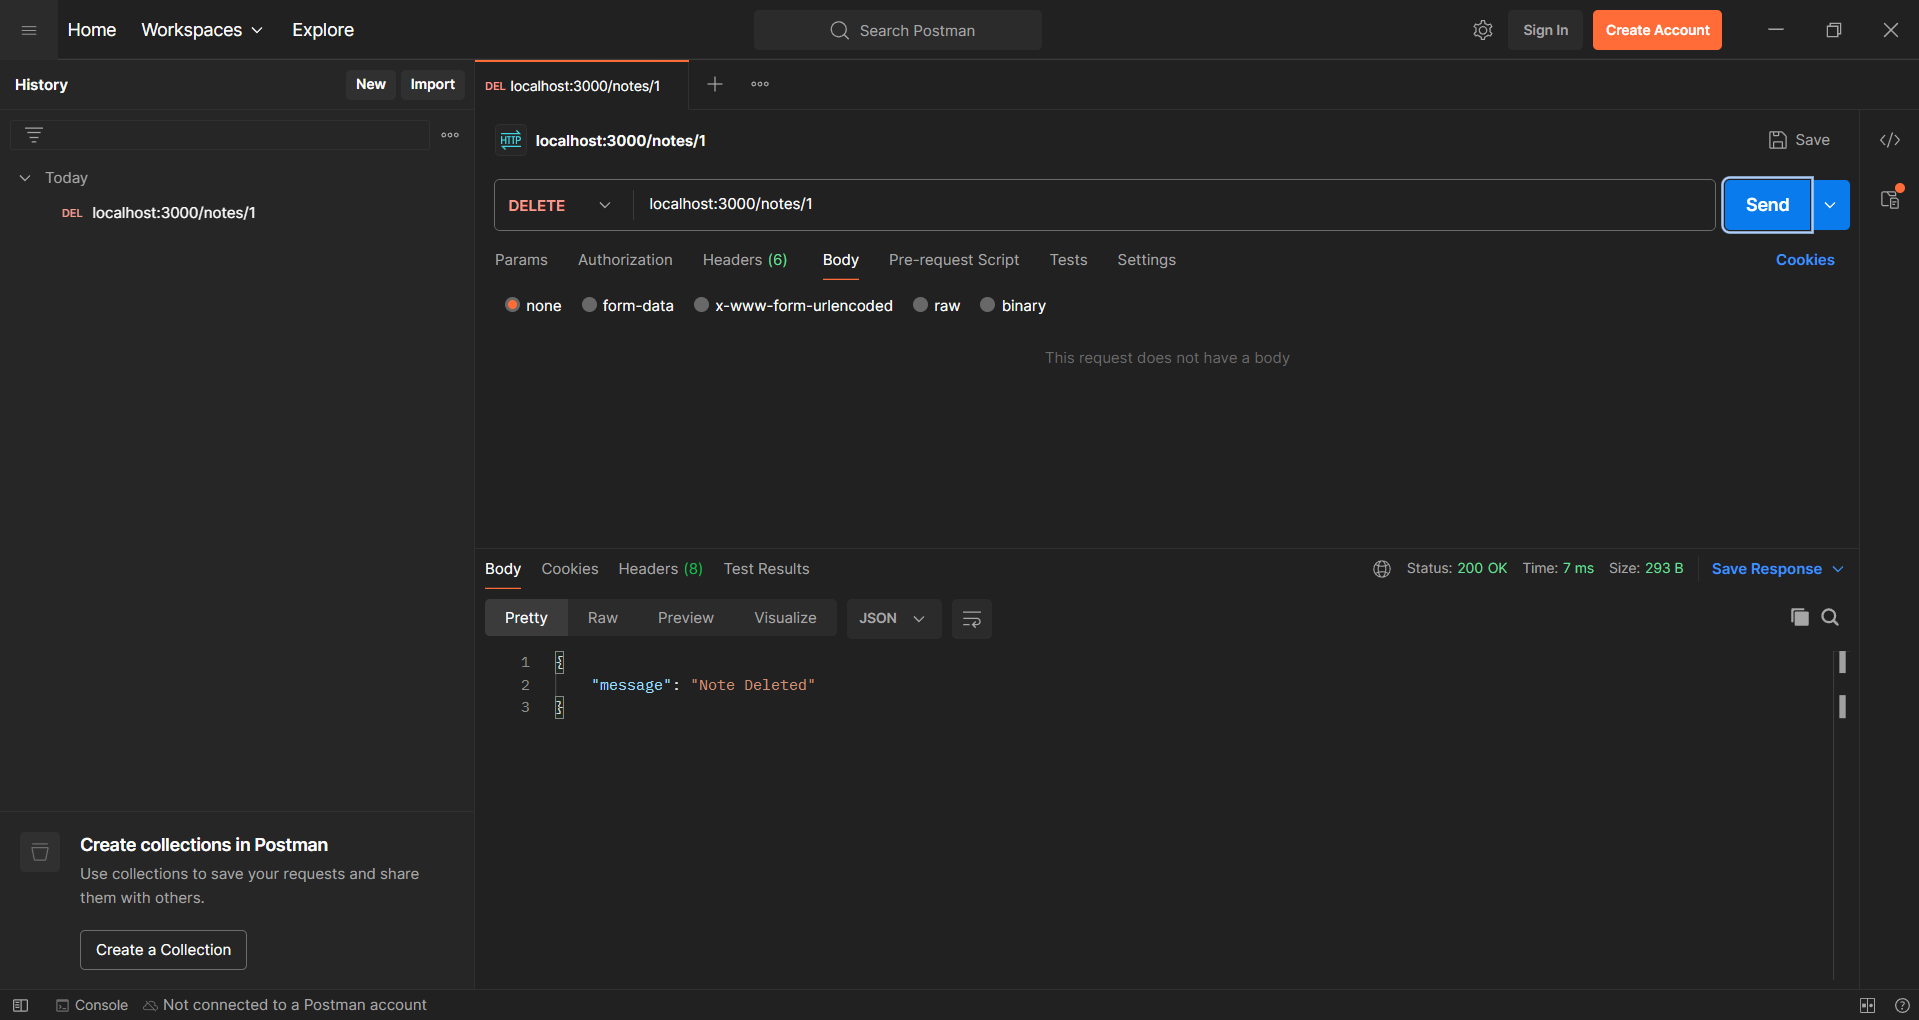 Home Workspaces Explore Search Postman Sign In Create Account
History New Import
DEL localhost:3000/notes/1
HTTP localhost:3000/notes/1 Save
Today
DEL localhost:3000/notes/1
DELETE localhost:3000/notes/1 Send
Params Authorization Headers (6) Body Pre-request Script Tests Settings Cookies
none form-data x-www-form-urlencoded raw binary
This request does not have a body
Body Cookies Headers (8) Test Results Status: 200 OK Time: 7 ms Size: 293 B Save Response
Pretty Raw Preview Visualize JSON
1 {
2 "message": "Note Deleted"
3 }
Create collections in Postman
Use collections to save your requests and share
them with others.
Create a Collection
Console Not connected to a Postman account